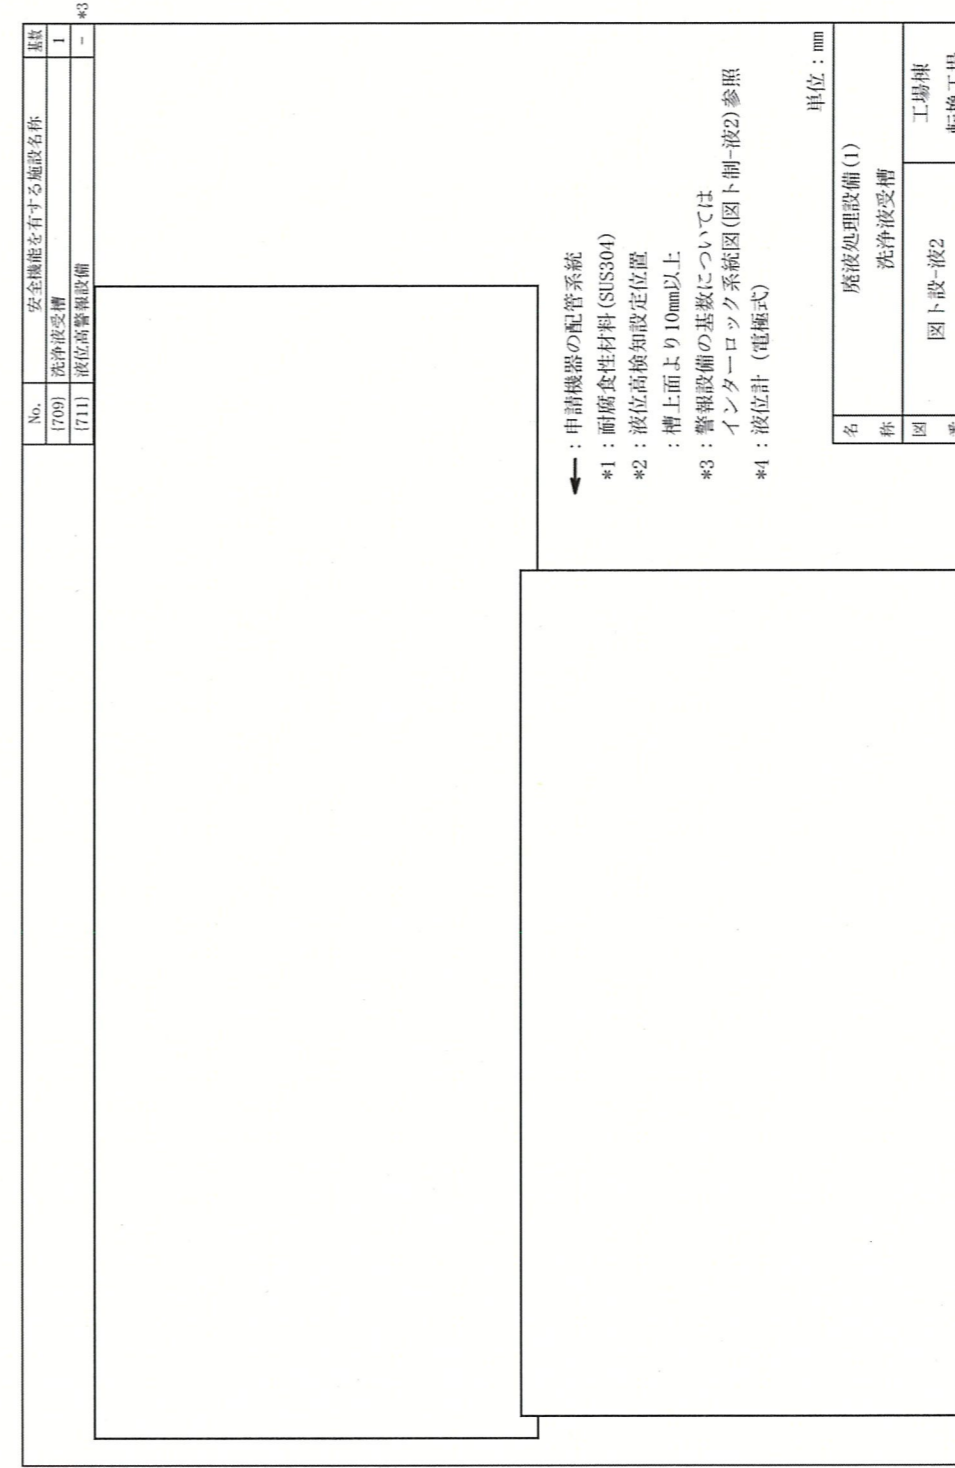 No. 安全機能を有する施設名称 基数
{709} 洗浄液受槽 1
{711} 液位高警報設備 － *3
：申請機器の配管系統
*1：耐腐食性材料(SUS304)
*2：液位高検知設定位置
：槽上面より10mm以上
*3：警報設備の基数については
インターロック系統図(図ト制-液2)参照
*4：液位計（電極式）
単位：mm
名称 廃液処理設備(1)
洗浄液受槽
図 図ト設-液2 工場棟